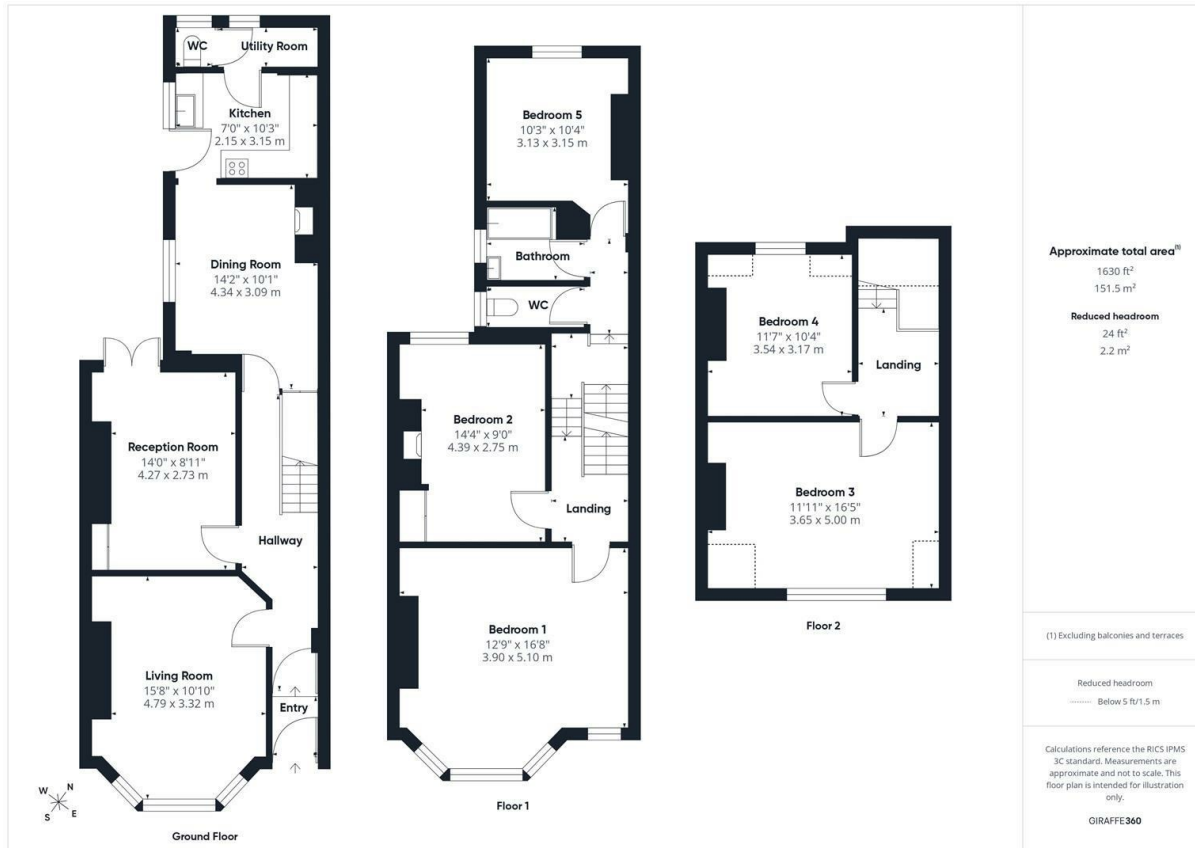 WC
Utility Room
Kitchen
7'0" x 10'3"
2.15 x 3.15 m
Dining Room
14'2" x 10'1"
4.34 x 3.09 m
Reception Room
14'0" x 8'11"
4.27 x 2.73 m
Hallway
Living Room
15'8" x 10'10"
4.79 x 3.32 m
Entry
W N
S E
Ground Floor
Bedroom 5
10'3" x 10'4"
3.13 x 3.15 m
Bathroom
WC
Bedroom 2
14'4" x 9'0"
4.39 x 2.75 m
Landing
Bedroom 1
12'9" x 16'8"
3.90 x 5.10 m
Floor 1
Bedroom 4
11'7" x 10'4"
3.54 x 3.17 m
Landing
Bedroom 3
11'11" x 16'5"
3.65 x 5.00 m
Floor 2
Approximate total area(1)
1630 ft²
151.5 m²
Reduced headroom
24 ft²
2.2 m²
(1) Excluding balconies and terraces
Reduced headroom
Below 5 ft/1.5 m
Calculations reference the RICS IPMS
3C standard. Measurements are
approximate and not to scale. This
floor plan is intended for illustration
only.
GIRAFFE360